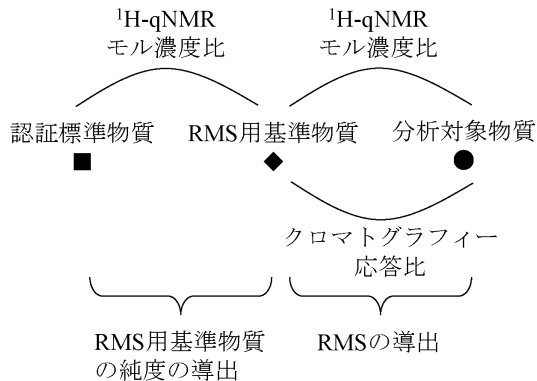 ¹H-qNMR
モル濃度比
¹H-qNMR
モル濃度比
認証標準物質
RMS用基準物質
分析対象物質
クロマトグラフィー
応答比
RMS用基準物質
の純度の導出
RMSの導出